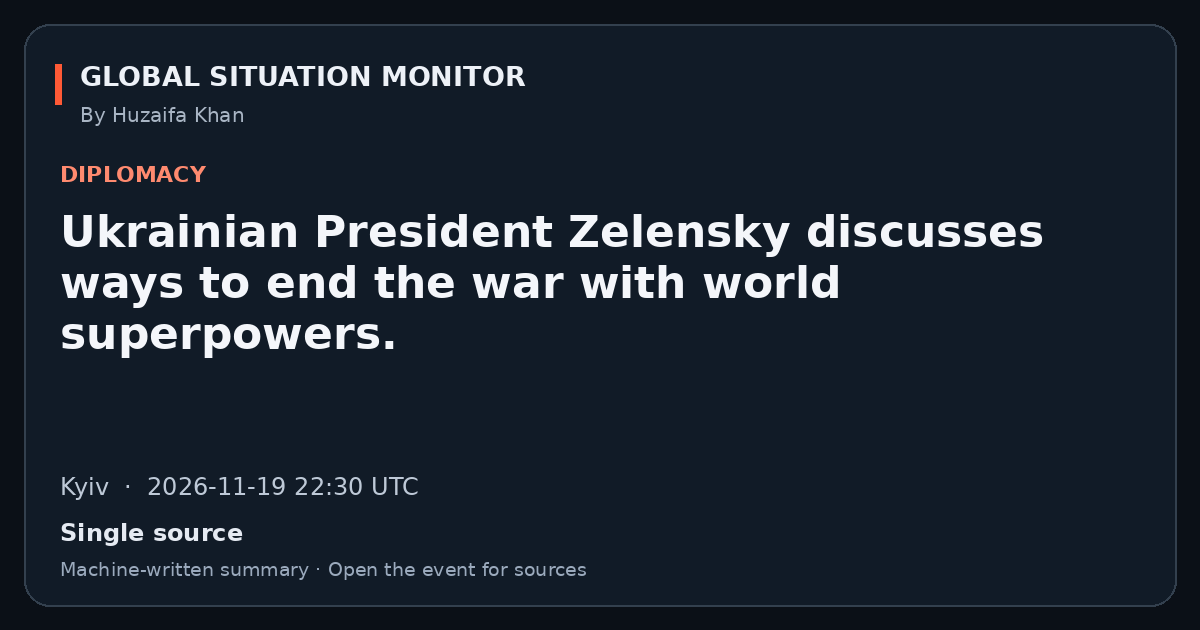 GLOBAL SITUATION MONITOR
By Huzaifa Khan
DIPLOMACY
Ukrainian President Zelensky discusses
ways to end the war with world
superpowers.
Kyiv · 2026-11-19 22:30 UTC
Single source
Machine-written summary · Open the event for sources